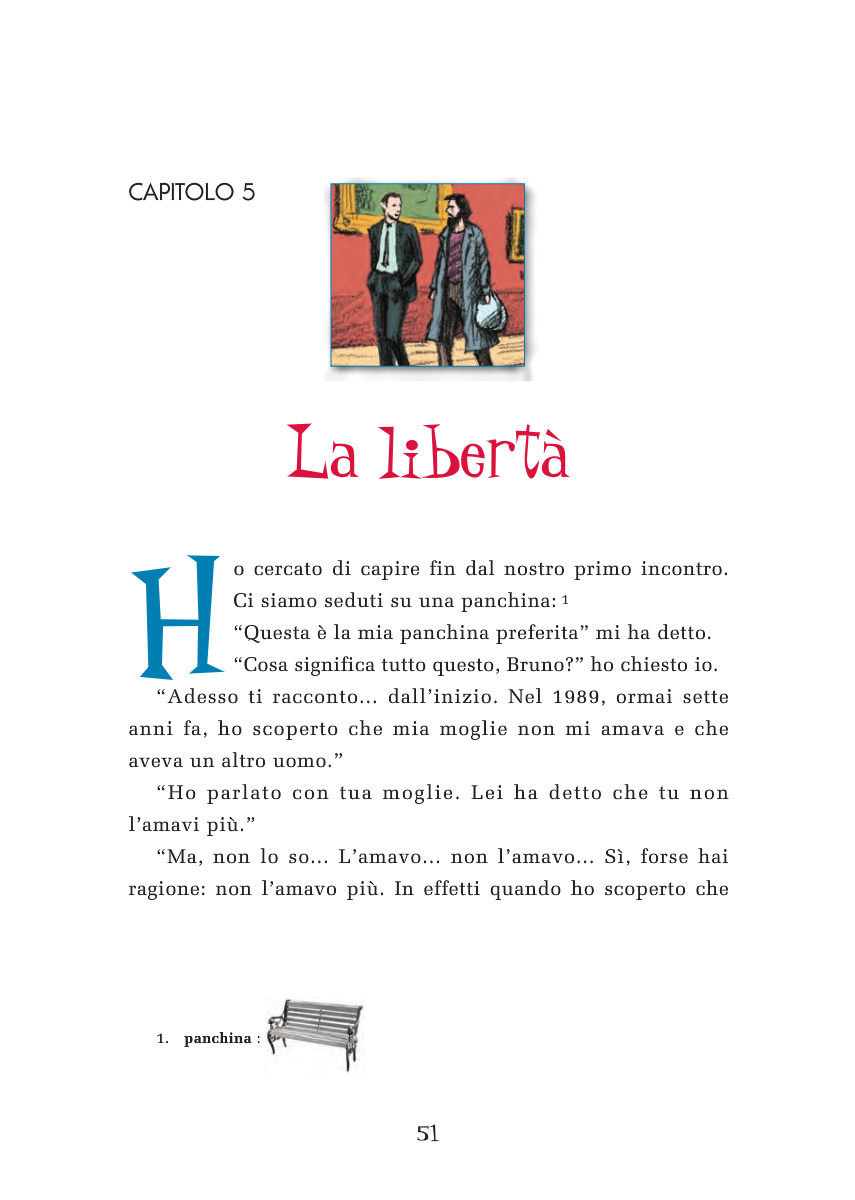 CAPITOLO 5
La libertà
Ho cercato di capire fin dal nostro primo incontro.
Ci siamo seduti su una panchina: 1
“Questa è la mia panchina preferita” mi ha detto.
“Cosa significa tutto questo, Bruno?” ho chiesto io.
“Adesso ti racconto... dall’inizio. Nel 1989, ormai sette
anni fa, ho scoperto che mia moglie non mi amava e che
aveva un altro uomo.”
“Ho parlato con tua moglie. Lei ha detto che tu non
l’amavi più.”
“Ma, non lo so... L’amavo... non l’amavo... Sì, forse hai
ragione: non l’amavo più. In effetti quando ho scoperto che
1. panchina :
51